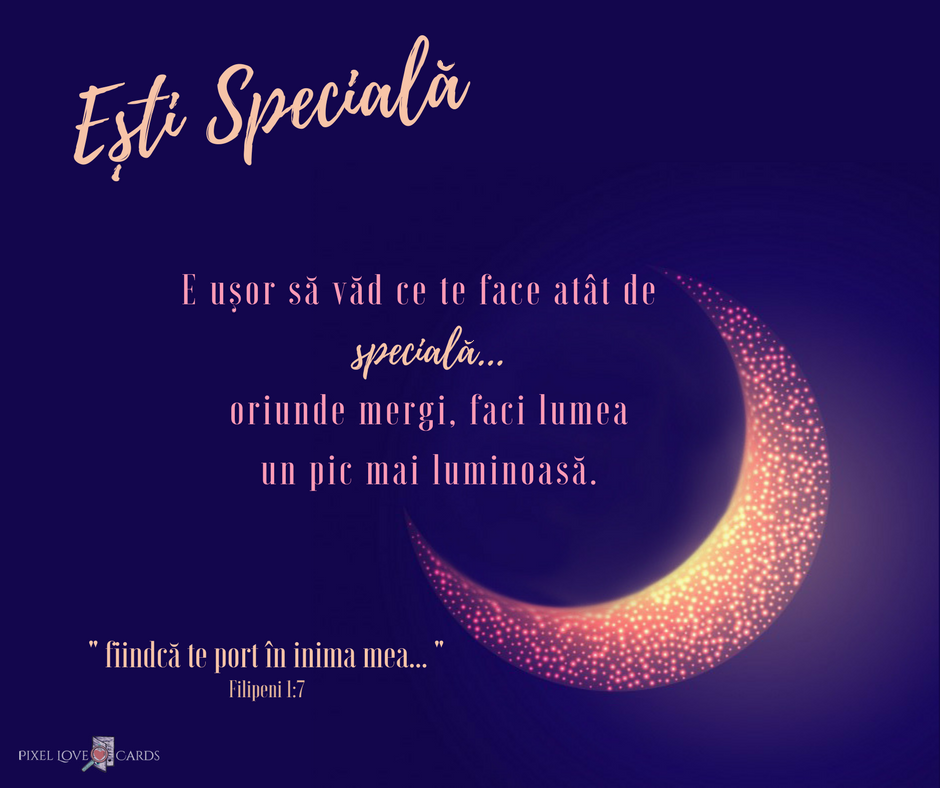 Ești Specială
E ușor să văd ce te face atât de
specială...
oriunde mergi, faci lumea
un pic mai luminoasă.
" fiindcă te port în inima mea... "
Filipeni 1:7
PIXEL LOVE CARDS